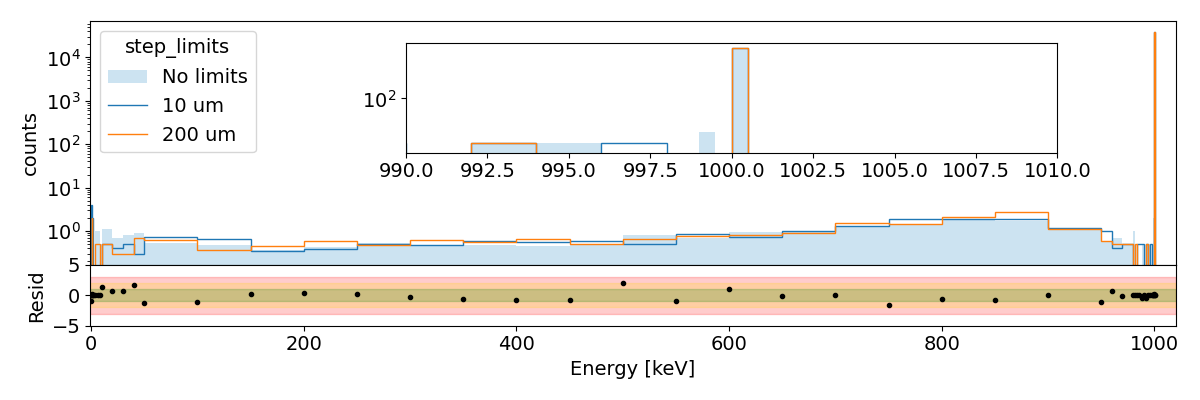 step_limits
No limits
10 um
200 um
counts
10^4
10^3
10^2
10^1
10^0
10^2
990.0 992.5 995.0 997.5 1000.0 1002.5 1005.0 1007.5 1010.0
Resid
5
0
−5
0 200 400 600 800 1000
Energy [keV]